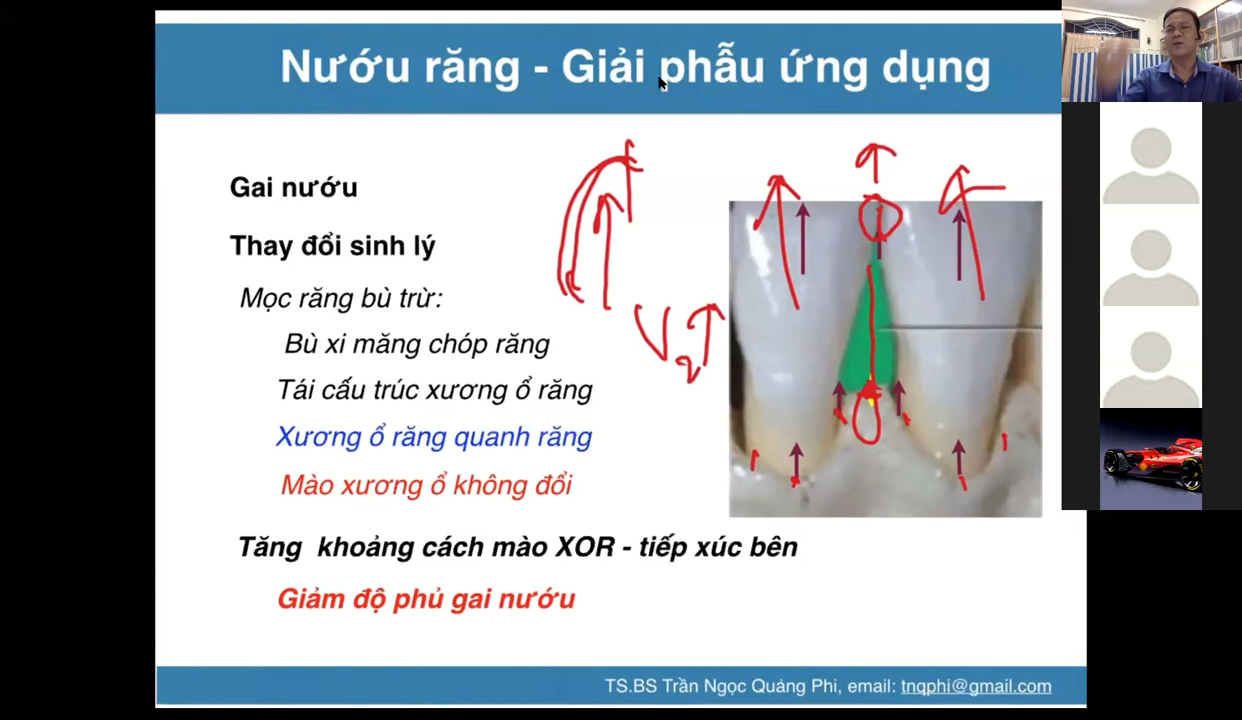 Nướu răng - Giải phẫu ứng dụng
Gai nướu
Thay đổi sinh lý
Mọc răng bù trừ:
Bù xi măng chóp răng
Tái cấu trúc xương ổ răng
Xương ổ răng quanh răng
Mào xương ổ không đổi
Tăng khoảng cách mào XOR - tiếp xúc bên
Giảm độ phủ gai nướu
TS.BS Trần Ngọc Quảng Phi, email: tnqphi@gmail.com